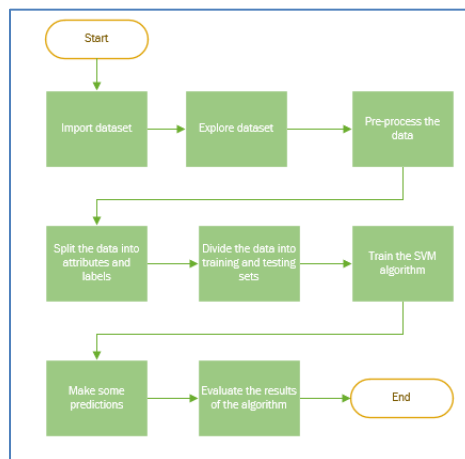 Start
Import dataset
Explore dataset
Pre-process the
data
Split the data into
attributes and
labels
Divide the data into
training and testing
sets
Train the SVM
algorithm
Make some
predictions
Evaluate the results
of the algorithm
End